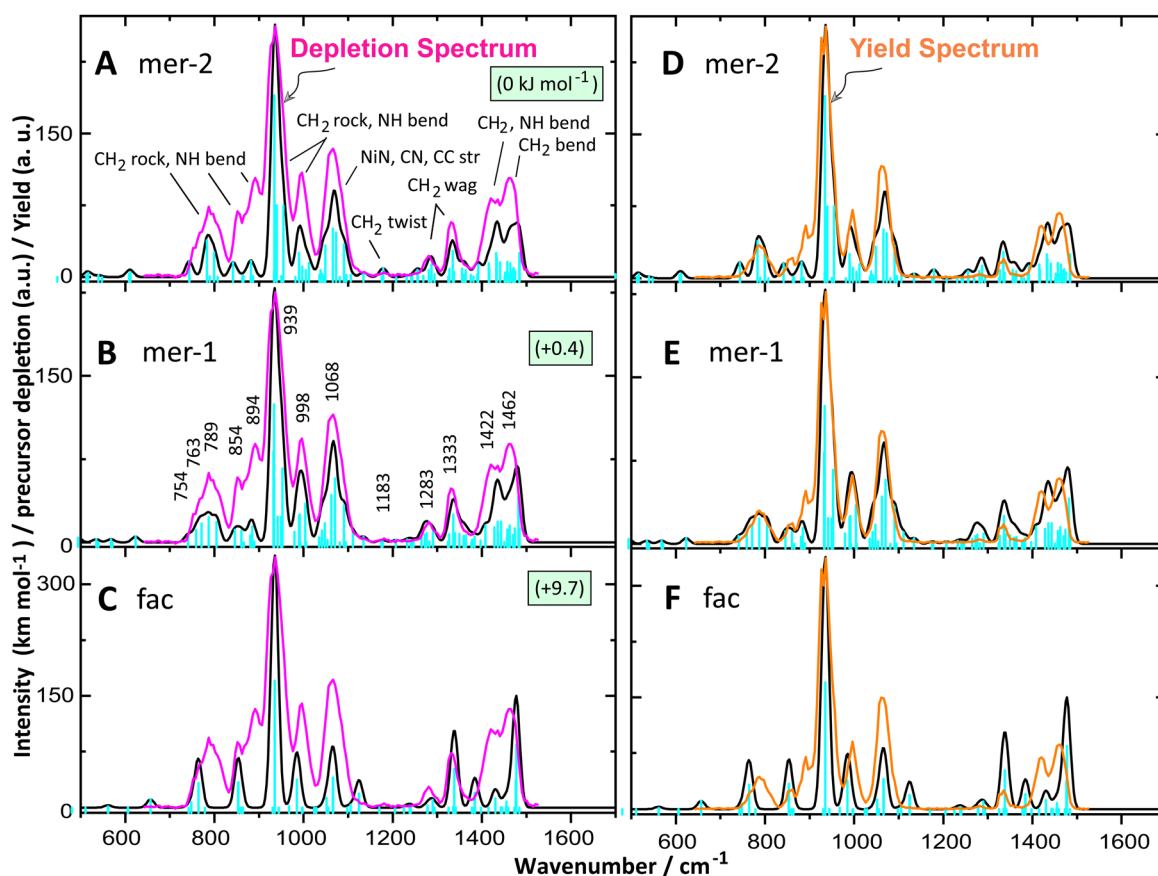 Intensity (km mol⁻¹) / precursor depletion (a.u.) / Yield (a. u.)
A mer-2
Depletion Spectrum
(0 kJ mol⁻¹)
CH₂ rock, NH bend
CH₂ rock, NH bend
CH₂, NH bend
CH₂ bend
NiN, CN, CC str
CH₂ wag
CH₂ twist
150
0
B mer-1
(+0.4)
754
763
789
854
894
939
998
1068
1183
1283
1333
1422
1462
150
0
C fac
(+9.7)
300
150
0
600 800 1000 1200 1400 1600
D mer-2
Yield Spectrum
E mer-1
F fac
600 800 1000 1200 1400 1600
Wavenumber / cm⁻¹